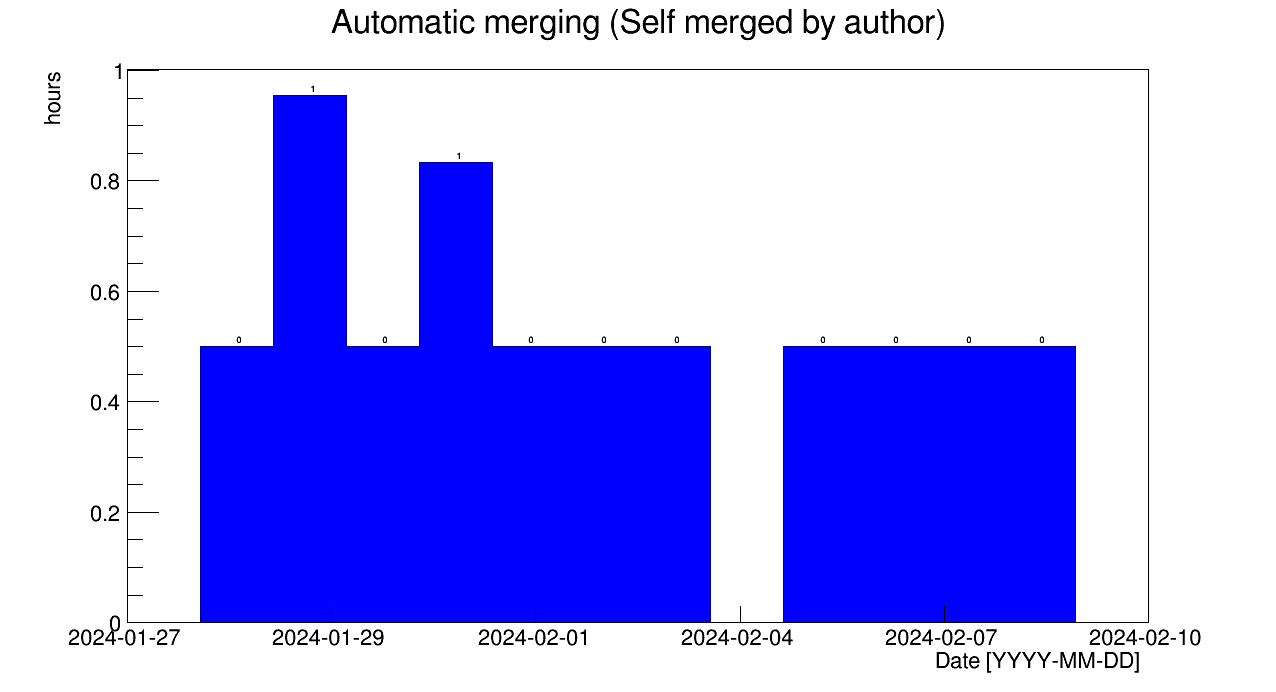 Automatic merging (Self merged by author)
hours
1
0.8
0.6
0.4
0.2
0
0 1 0 1 0 0 0 0 0 0 0
2024-01-27 2024-01-29 2024-02-01 2024-02-04 2024-02-07 2024-02-10
Date [YYYY-MM-DD]